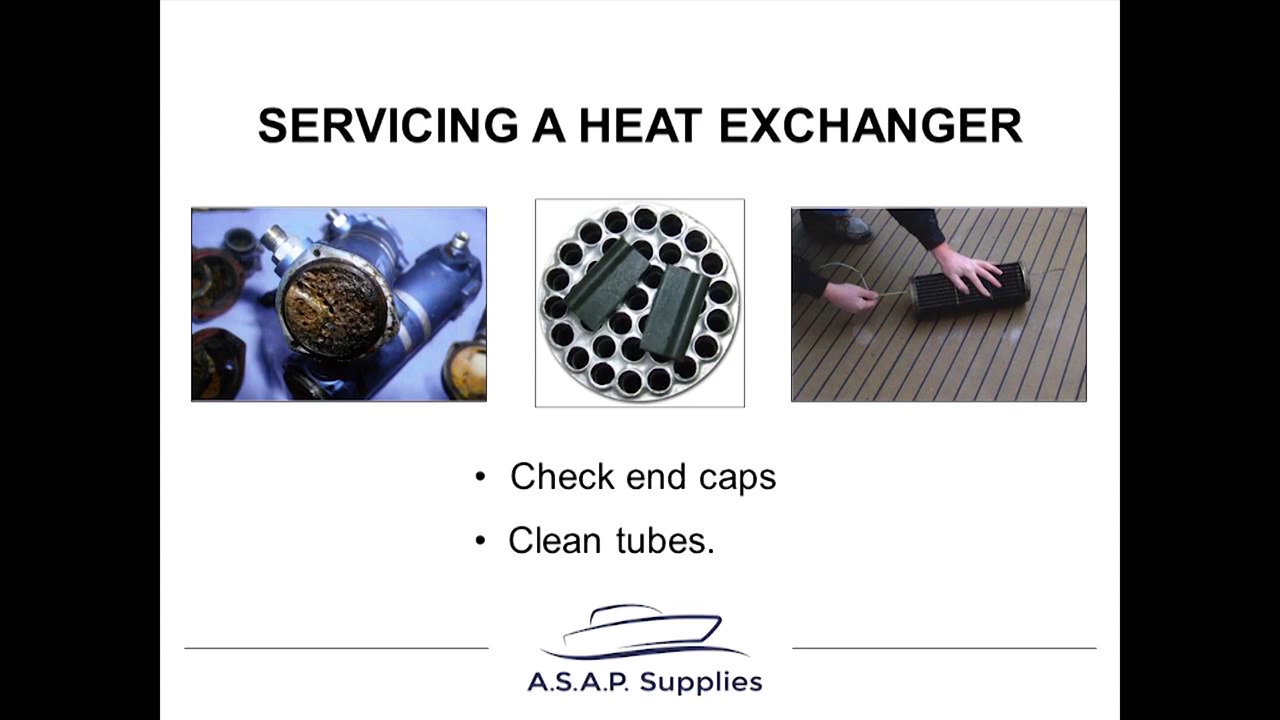 SERVICING A HEAT EXCHANGER
• Check end caps
• Clean tubes.
A.S.A.P. Supplies